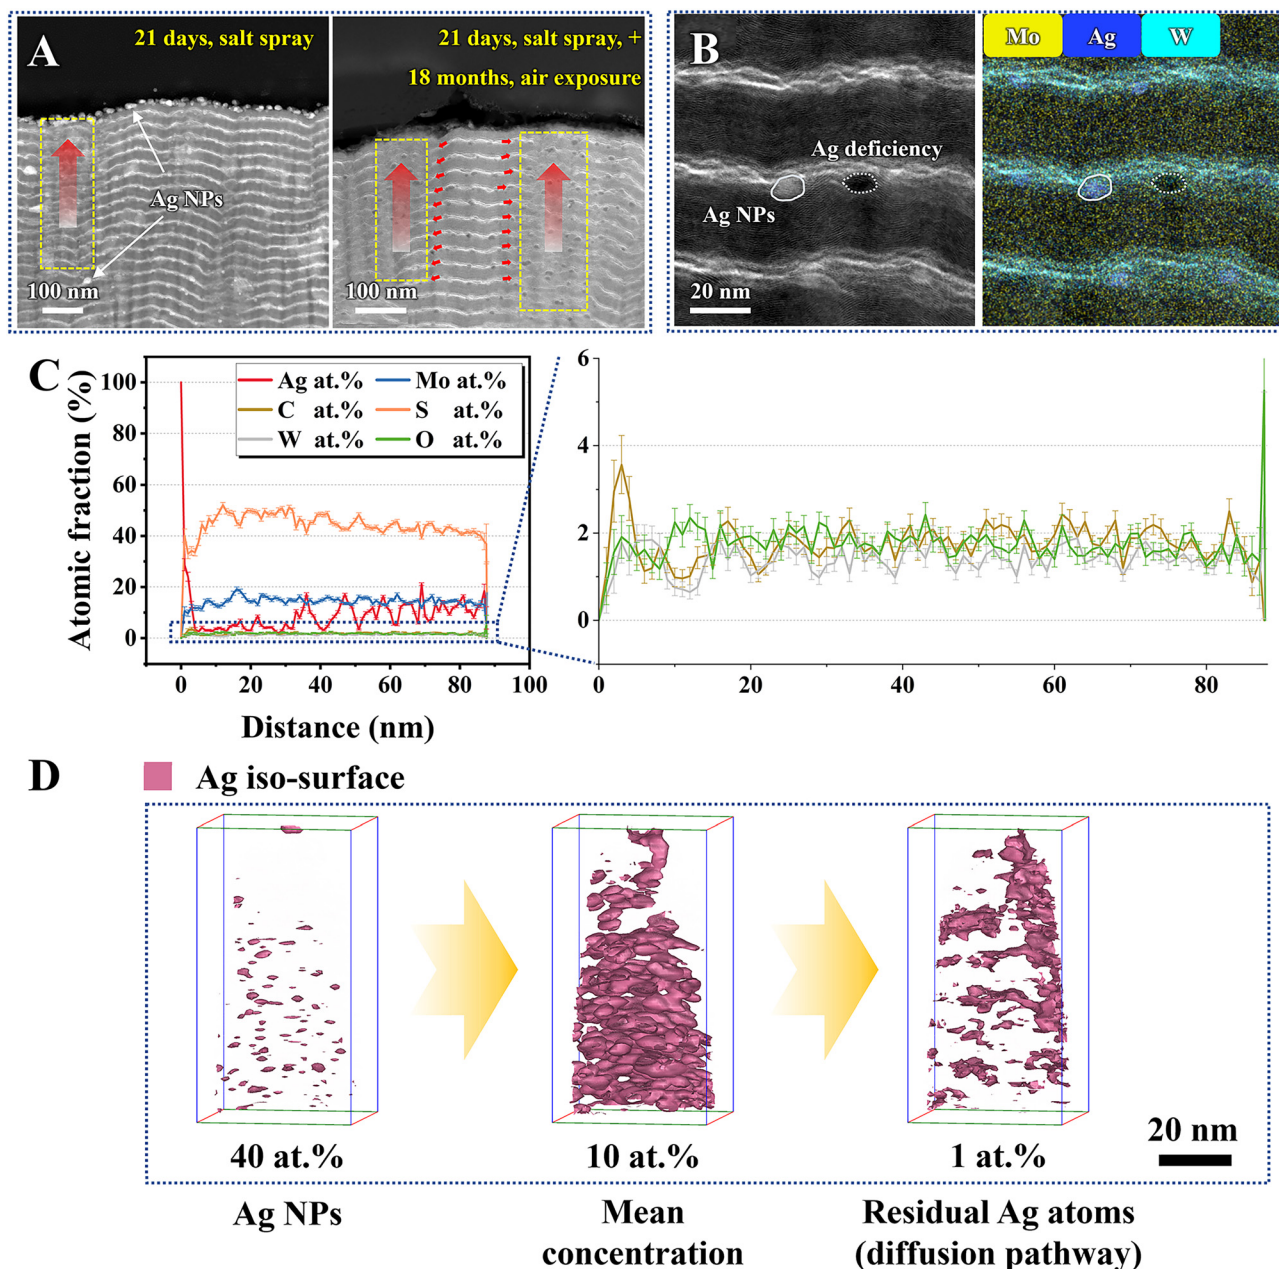 A
21 days, salt spray
Ag NPs
100 nm
21 days, salt spray, +
18 months, air exposure
100 nm
B
Ag deficiency
Ag NPs
20 nm
Mo Ag W
C
Atomic fraction (%)
100
80
60
40
20
0
Ag at.% Mo at.%
C at.% S at.%
W at.% O at.%
0 20 40 60 80 100
Distance (nm)
6
4
2
0
0 20 40 60 80
D
Ag iso-surface
40 at.% 10 at.% 1 at.%
20 nm
Ag NPs
Mean
concentration
Residual Ag atoms
(diffusion pathway)